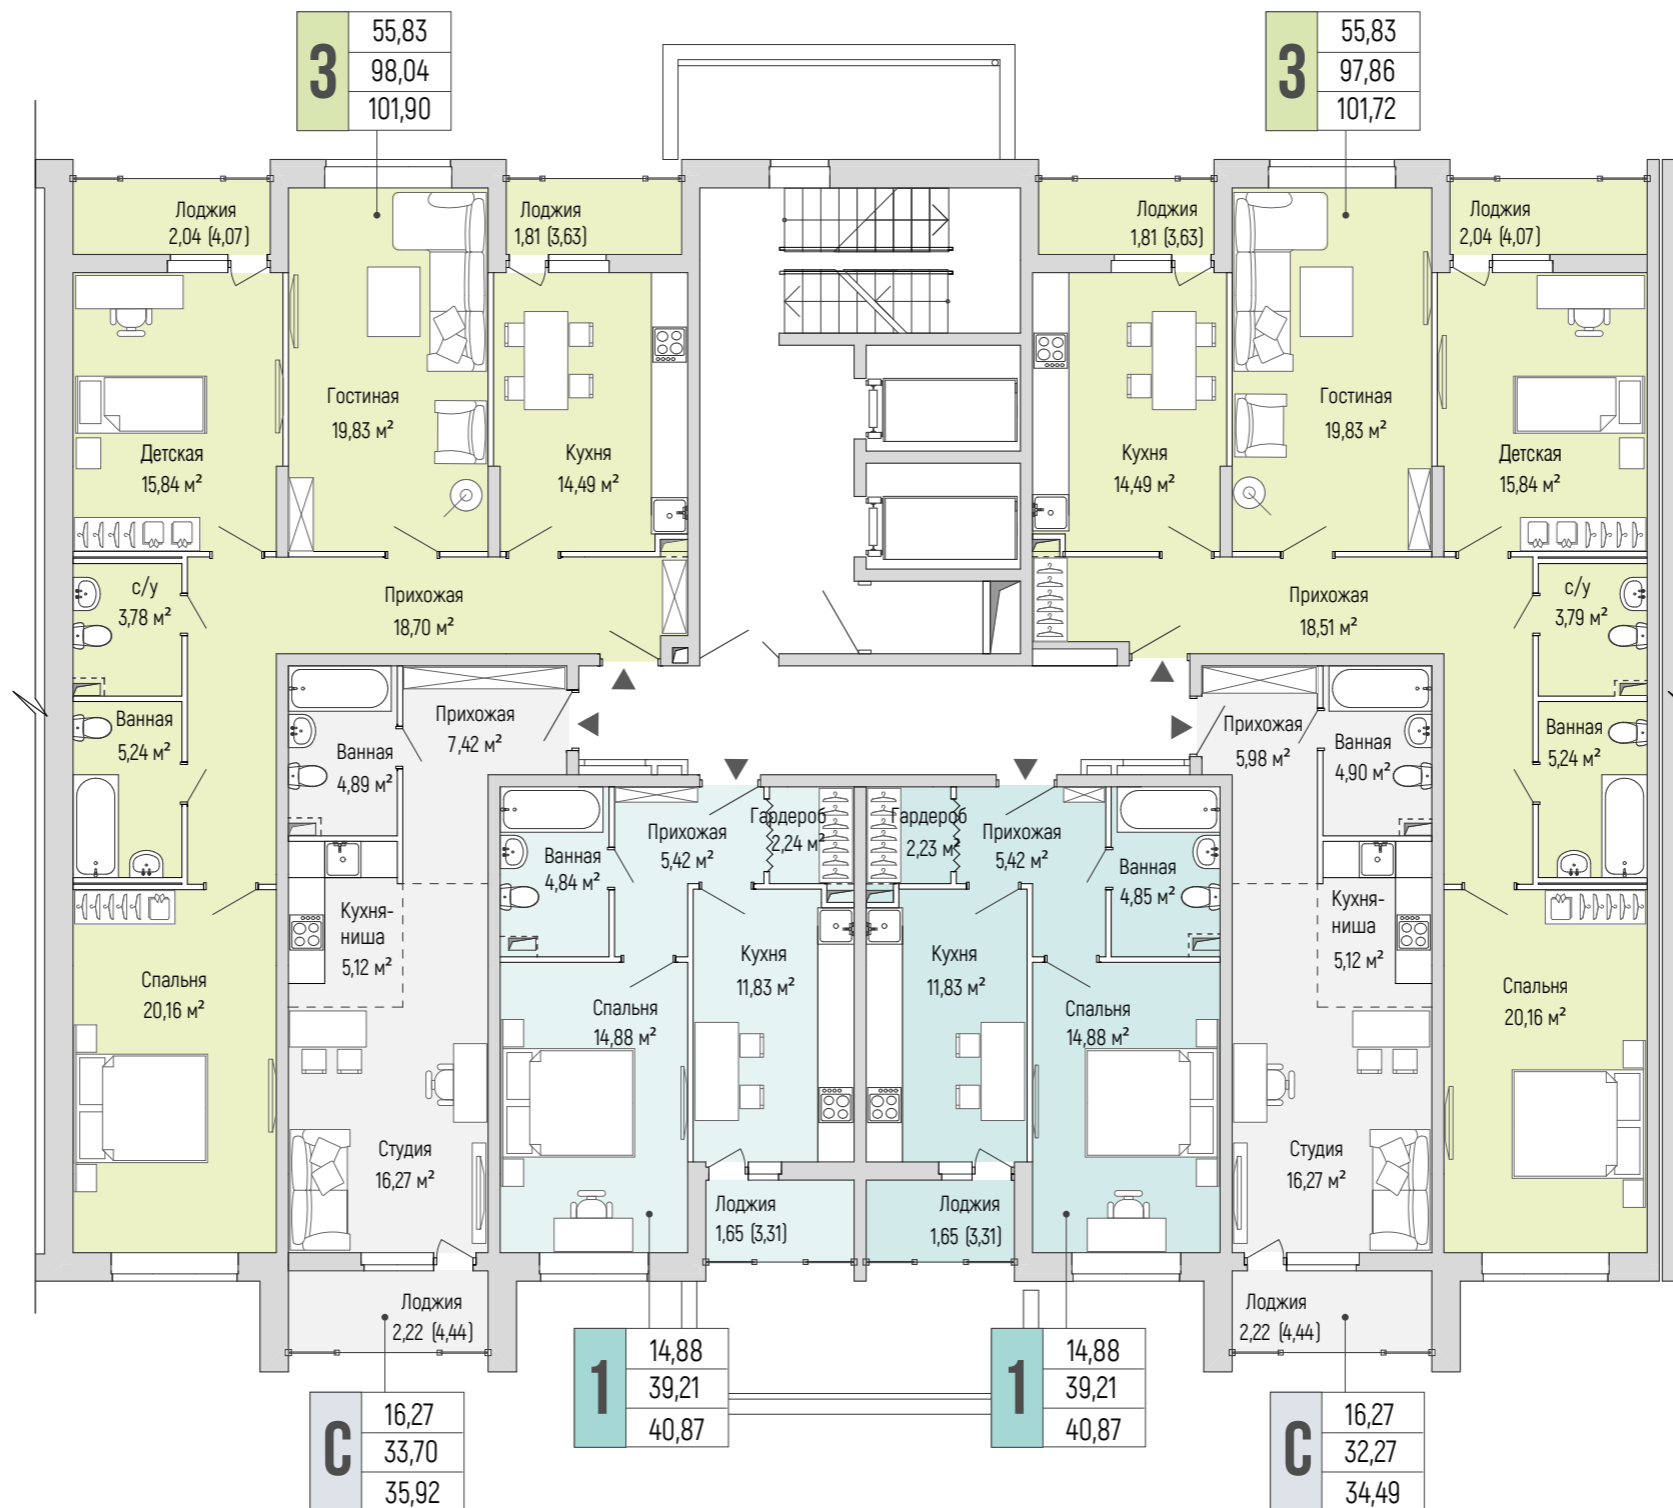 3
55,83
98,04
101,90
3
55,83
97,86
101,72
Лоджия
2,04 (4,07)
Лоджия
1,81 (3,63)
Лоджия
1,81 (3,63)
Лоджия
2,04 (4,07)
Гостиная
19,83 м²
Гостиная
19,83 м²
Детская
15,84 м²
Кухня
14,49 м²
Кухня
14,49 м²
Детская
15,84 м²
с/у
3,78 м²
Прихожая
18,70 м²
Прихожая
18,51 м²
с/у
3,79 м²
Ванная
5,24 м²
Прихожая
7,42 м²
Ванная
4,89 м²
Прихожая
5,98 м²
Ванная
4,90 м²
Ванная
5,24 м²
Ванная
4,84 м²
Прихожая
5,42 м²
Гардероб
2,24 м²
Гардероб
2,23 м²
Прихожая
5,42 м²
Ванная
4,85 м²
Кухня-
ниша
5,12 м²
Кухня-
ниша
5,12 м²
Спальня
20,16 м²
Спальня
14,88 м²
Кухня
11,83 м²
Кухня
11,83 м²
Спальня
14,88 м²
Спальня
20,16 м²
Студия
16,27 м²
Студия
16,27 м²
Лоджия
1,65 (3,31)
Лоджия
1,65 (3,31)
Лоджия
2,22 (4,44)
Лоджия
2,22 (4,44)
1
14,88
39,21
40,87
1
14,88
39,21
40,87
С
16,27
33,70
35,92
С
16,27
32,27
34,49